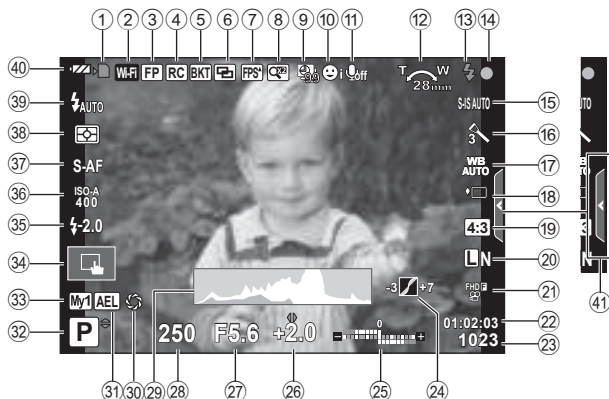 1 2 3 4 5 6 7 8 9 10 11 12 13 14
40 Wi-Fi FP RC BKT FPS+ -9.9 i off T W 28mm
39 AUTO S-IS AUTO 15
38 3 16
37 S-AF WB AUTO 17
36 ISO-A 400 18
35 -2.0 4:3 19
34 L N 20
FHD F 21
33 My1 AEL -3 +7 01:02:03 22
32 P 250 F5.6 +2.0 0 1023 23
31 30 29 28 27 26 25 24
41